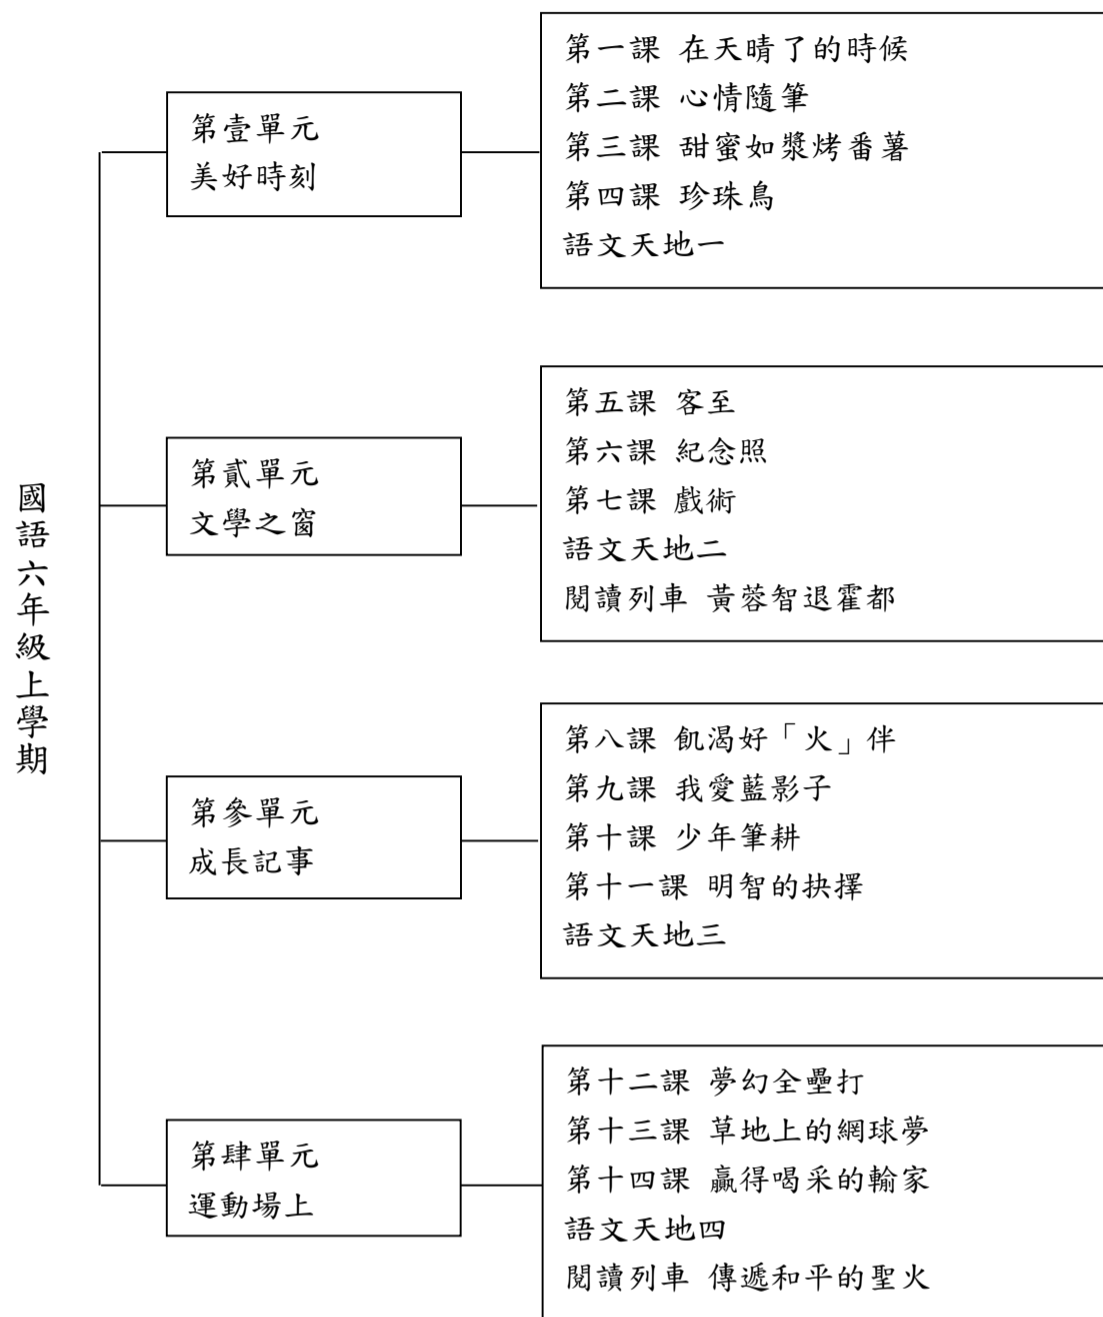 國語六年級上學期
第壹單元
美好時刻
第一課 在天晴了的時候
第二課 心情隨筆
第三課 甜蜜如漿烤番薯
第四課 珍珠鳥
語文天地一
第貳單元
文學之窗
第五課 客至
第六課 紀念照
第七課 戲術
語文天地二
閱讀列車 黃蓉智退霍都
第參單元
成長記事
第八課 飢渴好「火」伴
第九課 我愛藍影子
第十課 少年筆耕
第十一課 明智的抉擇
語文天地三
第肆單元
運動場上
第十二課 夢幻全壘打
第十三課 草地上的網球夢
第十四課 贏得喝采的輸家
語文天地四
閱讀列車 傳遞和平的聖火